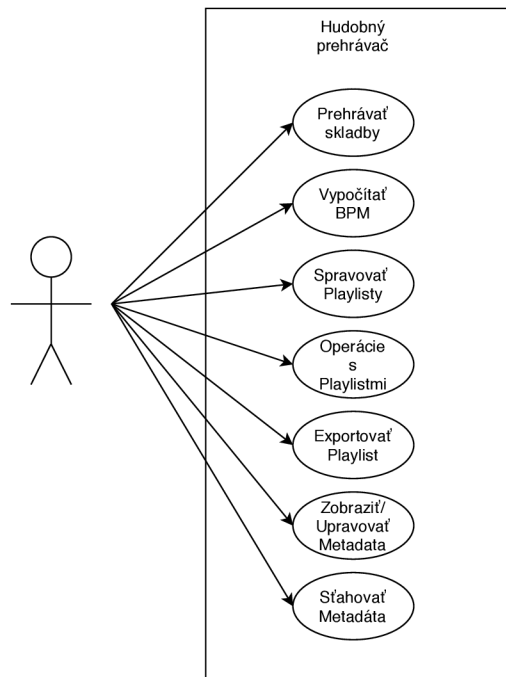 Hudobný
prehrávač
Prehrávať
skladby
Vypočítať
BPM
Spravovať
Playlisty
Operácie
s
Playlistmi
Exportovať
Playlist
Zobraziť/
Upravovať
Metadata
Sťahovať
Metadáta